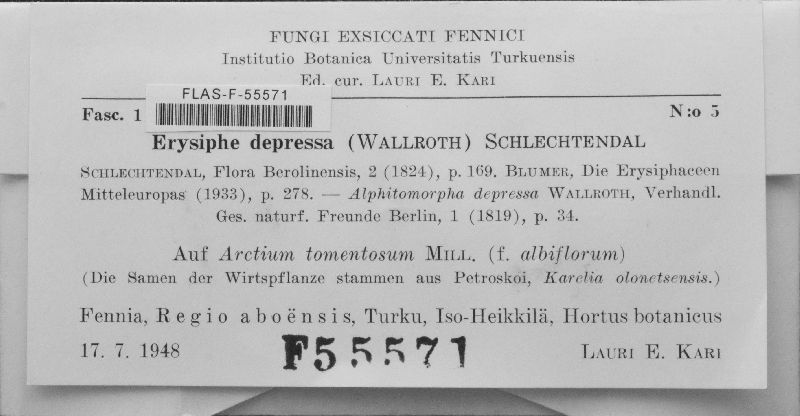 FUNGI EXSICCATI FENNICI
Institutio Botanica Universitatis Turkuensis
Ed. cur. LAURI E. KARI
FLAS-F-55571
Fasc. 1 N:o 5
Erysiphe depressa (WALLROTH) SCHLECHTENDAL
SCHLECHTENDAL, Flora Berolinensis, 2 (1824), p. 169. BLUMER, Die Erysiphaceen
Mitteleuropas (1933), p. 278. — Alphitomorpha depressa WALLROTH, Verhandl.
Ges. naturf. Freunde Berlin, 1 (1819), p. 34.
Auf Arctium tomentosum MILL. (f. albiflorum)
(Die Samen der Wirtspflanze stammen aus Petroskoi, Karelia olonetsensis.)
Fennia, Regio aboënsis, Turku, Iso-Heikkilä, Hortus botanicus
17. 7. 1948 F55571 LAURI E. KARI